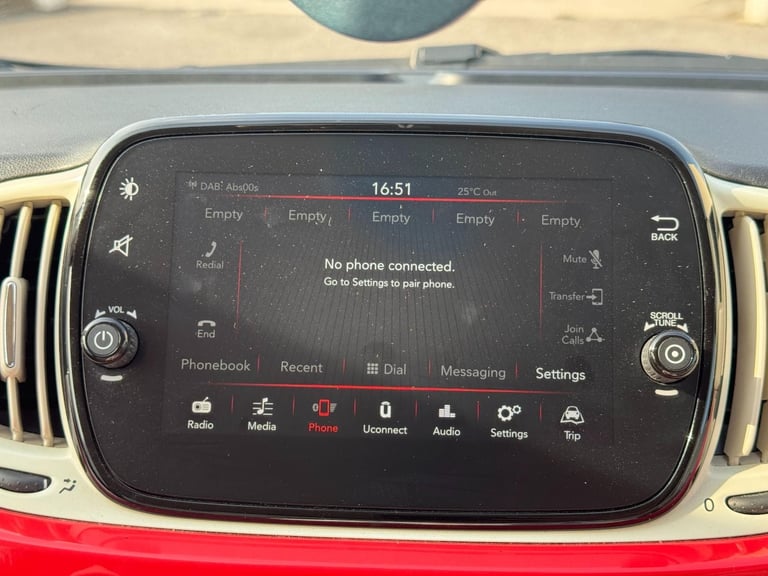 DAB: Abs00s 16:51 25°C Out
Empty Empty Empty Empty Empty
BACK
Redial
No phone connected.
Go to Settings to pair phone.
Mute
Transfer
VOL
SCROLL
TUNE
End
Join
Calls
Phonebook Recent Dial Messaging Settings
Radio Media Phone Uconnect Audio Settings Trip
0